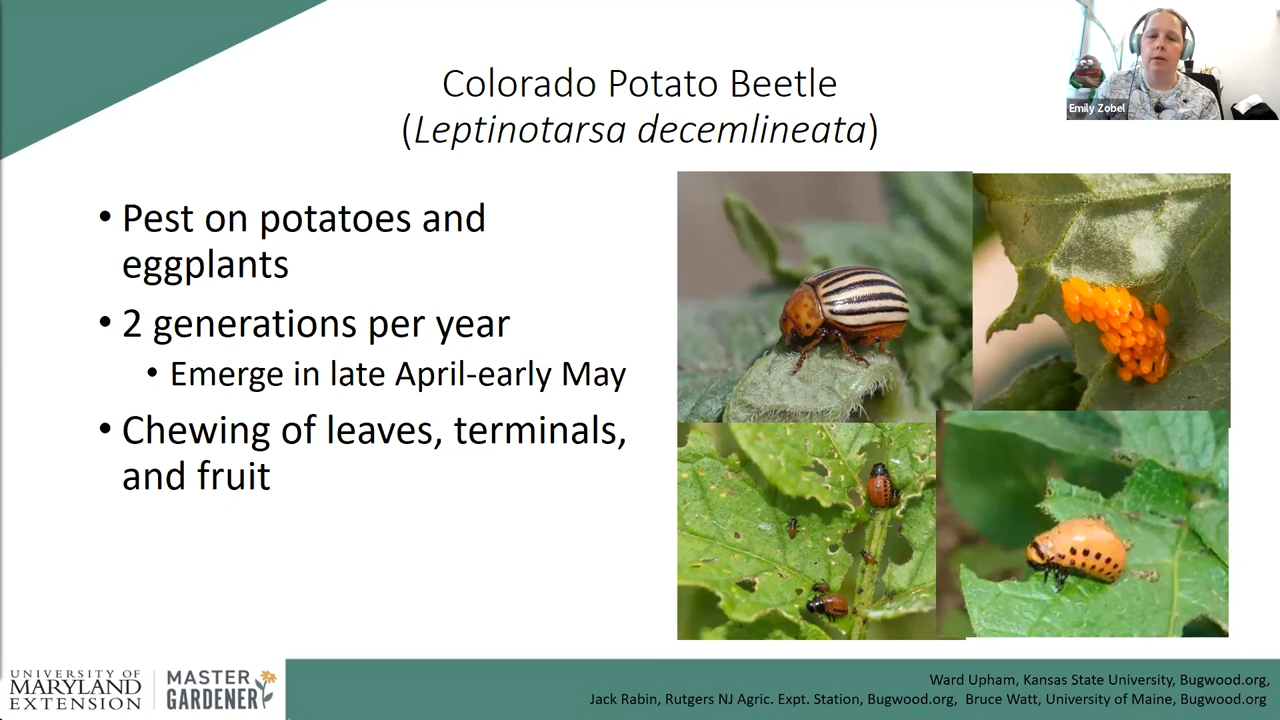 Colorado Potato Beetle
(Leptinotarsa decemlineata)
Emily Zobel
• Pest on potatoes and
eggplants
• 2 generations per year
• Emerge in late April-early May
• Chewing of leaves, terminals,
and fruit
UNIVERSITY OF
MARYLAND
EXTENSION
MASTER
GARDENER
Ward Upham, Kansas State University, Bugwood.org,
Jack Rabin, Rutgers NJ Agric. Expt. Station, Bugwood.org, Bruce Watt, University of Maine, Bugwood.org